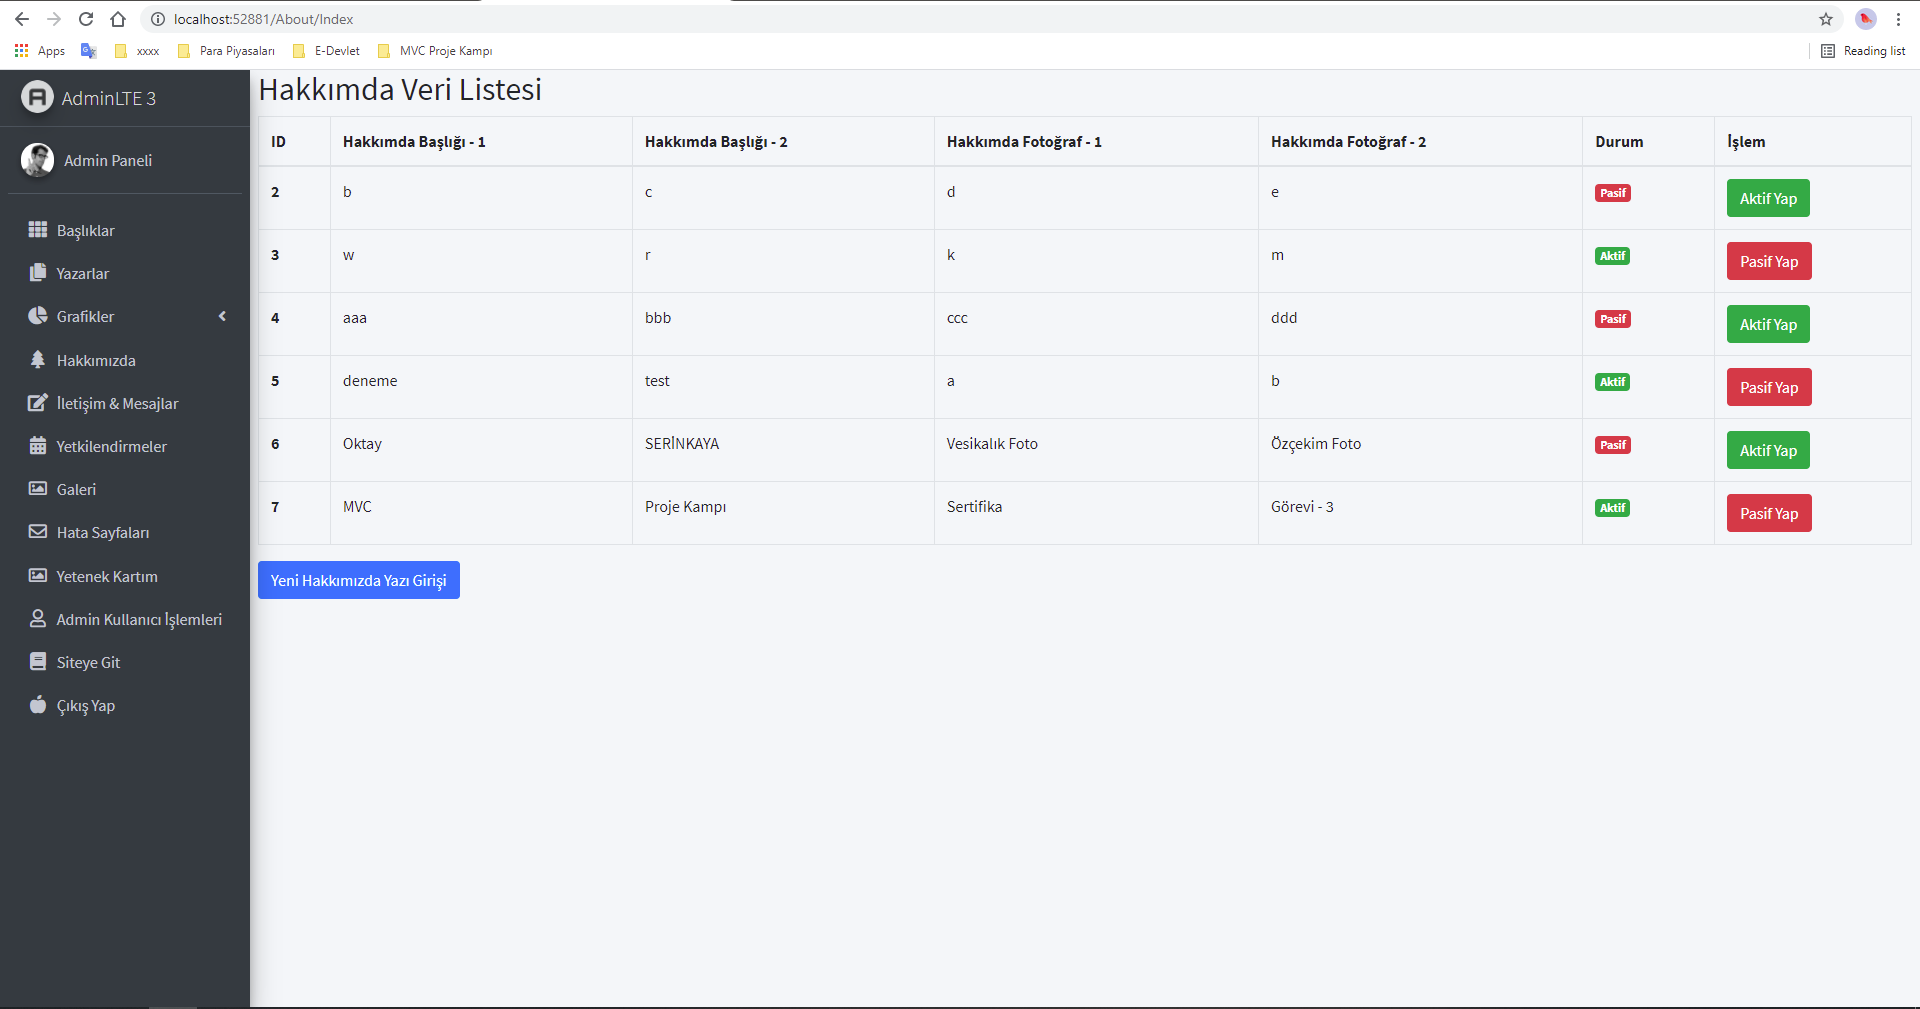 localhost:52881/About/Index
Apps xxxx Para Piyasaları E-Devlet MVC Proje Kampı Reading list
AdminLTE 3
Admin Paneli
Başlıklar
Yazarlar
Grafikler
Hakkımızda
İletişim & Mesajlar
Yetkilendirmeler
Galeri
Hata Sayfaları
Yetenek Kartım
Admin Kullanıcı İşlemleri
Siteye Git
Çıkış Yap
Hakkımda Veri Listesi
ID Hakkımda Başlığı - 1 Hakkımda Başlığı - 2 Hakkımda Fotoğraf - 1 Hakkımda Fotoğraf - 2 Durum İşlem
2 b c d e Pasif Aktif Yap
3 w r k m Aktif Pasif Yap
4 aaa bbb ccc ddd Pasif Aktif Yap
5 deneme test a b Aktif Pasif Yap
6 Oktay SERİNKAYA Vesikalık Foto Özçekim Foto Pasif Aktif Yap
7 MVC Proje Kampı Sertifika Görevi - 3 Aktif Pasif Yap
Yeni Hakkımızda Yazı Girişi